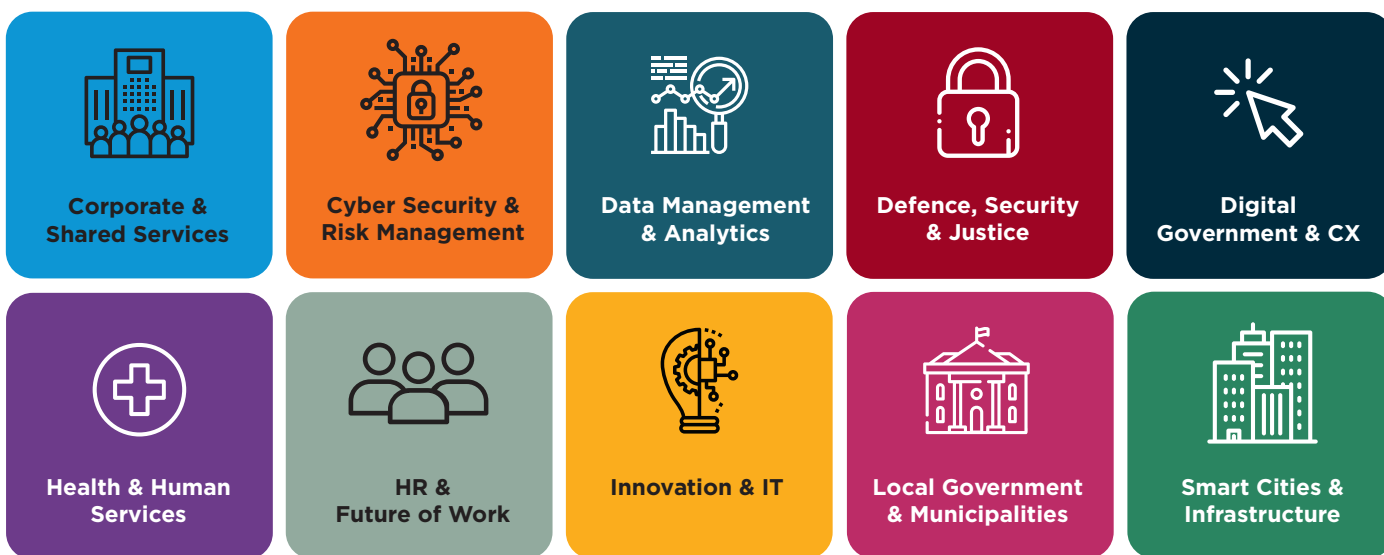 Corporate &
Shared Services
Cyber Security &
Risk Management
Data Management
& Analytics
Defence, Security
& Justice
Digital
Government & CX
Health & Human
Services
HR &
Future of Work
Innovation & IT
Local Government
& Municipalities
Smart Cities &
Infrastructure